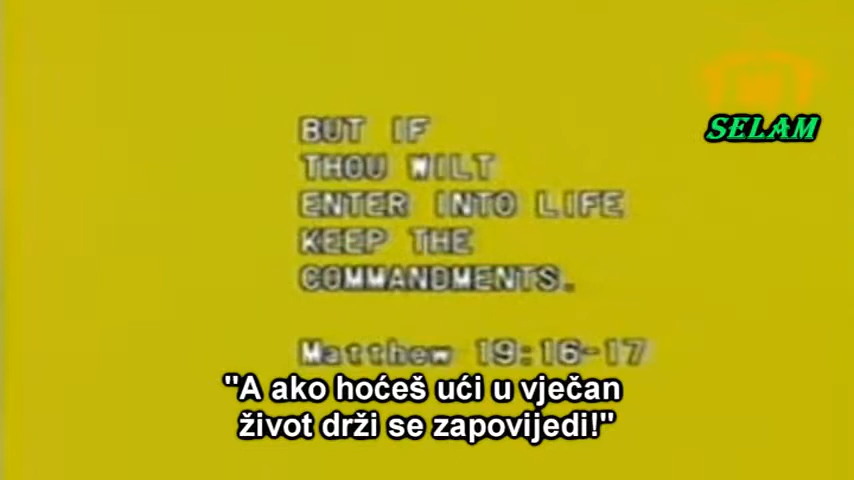 SELAM
BUT IF
THOU WILT
ENTER INTO LIFE
KEEP THE
COMMANDMENTS.
Matthew 19:16-17
"A ako hoćeš ući u vječan
život drži se zapovijedi!"